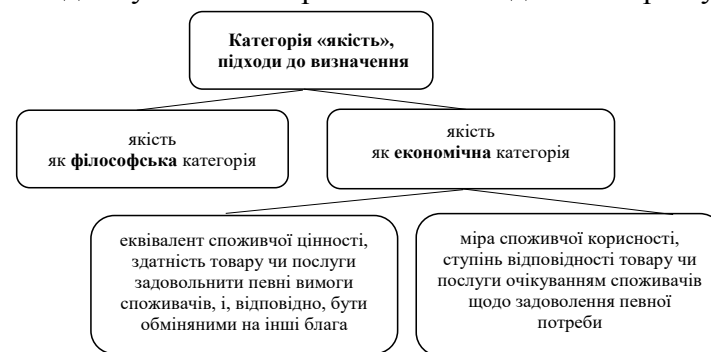 Категорія «якість»,
підходи до визначення
якість
як філософська категорія
якість
як економічна категорія
еквівалент споживчої цінності,
здатність товару чи послуги
задовольнити певні вимоги
споживачів, і, відповідно, бути
обміняними на інші блага
міра споживчої корисності,
ступінь відповідності товару чи
послуги очікуванням споживачів
щодо задоволення певної
потреби